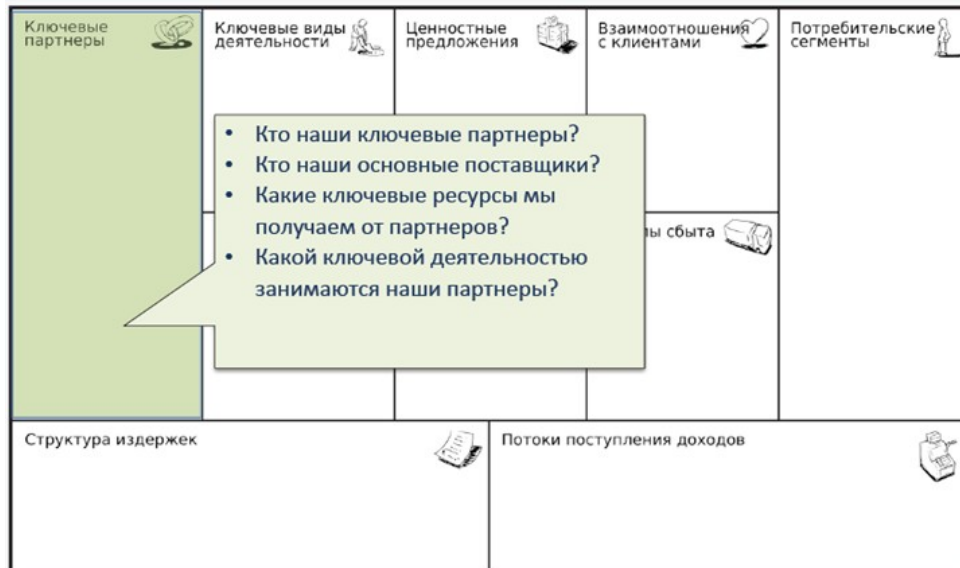 Ключевые
партнеры
Ключевые виды
деятельности
Ценностные
предложения
Взаимоотношения
с клиентами
Потребительские
сегменты
• Кто наши ключевые партнеры?
• Кто наши основные поставщики?
• Какие ключевые ресурсы мы
получаем от партнеров?
• Какой ключевой деятельностью
занимаются наши партнеры?
сбыта
Структура издержек
Потоки поступления доходов